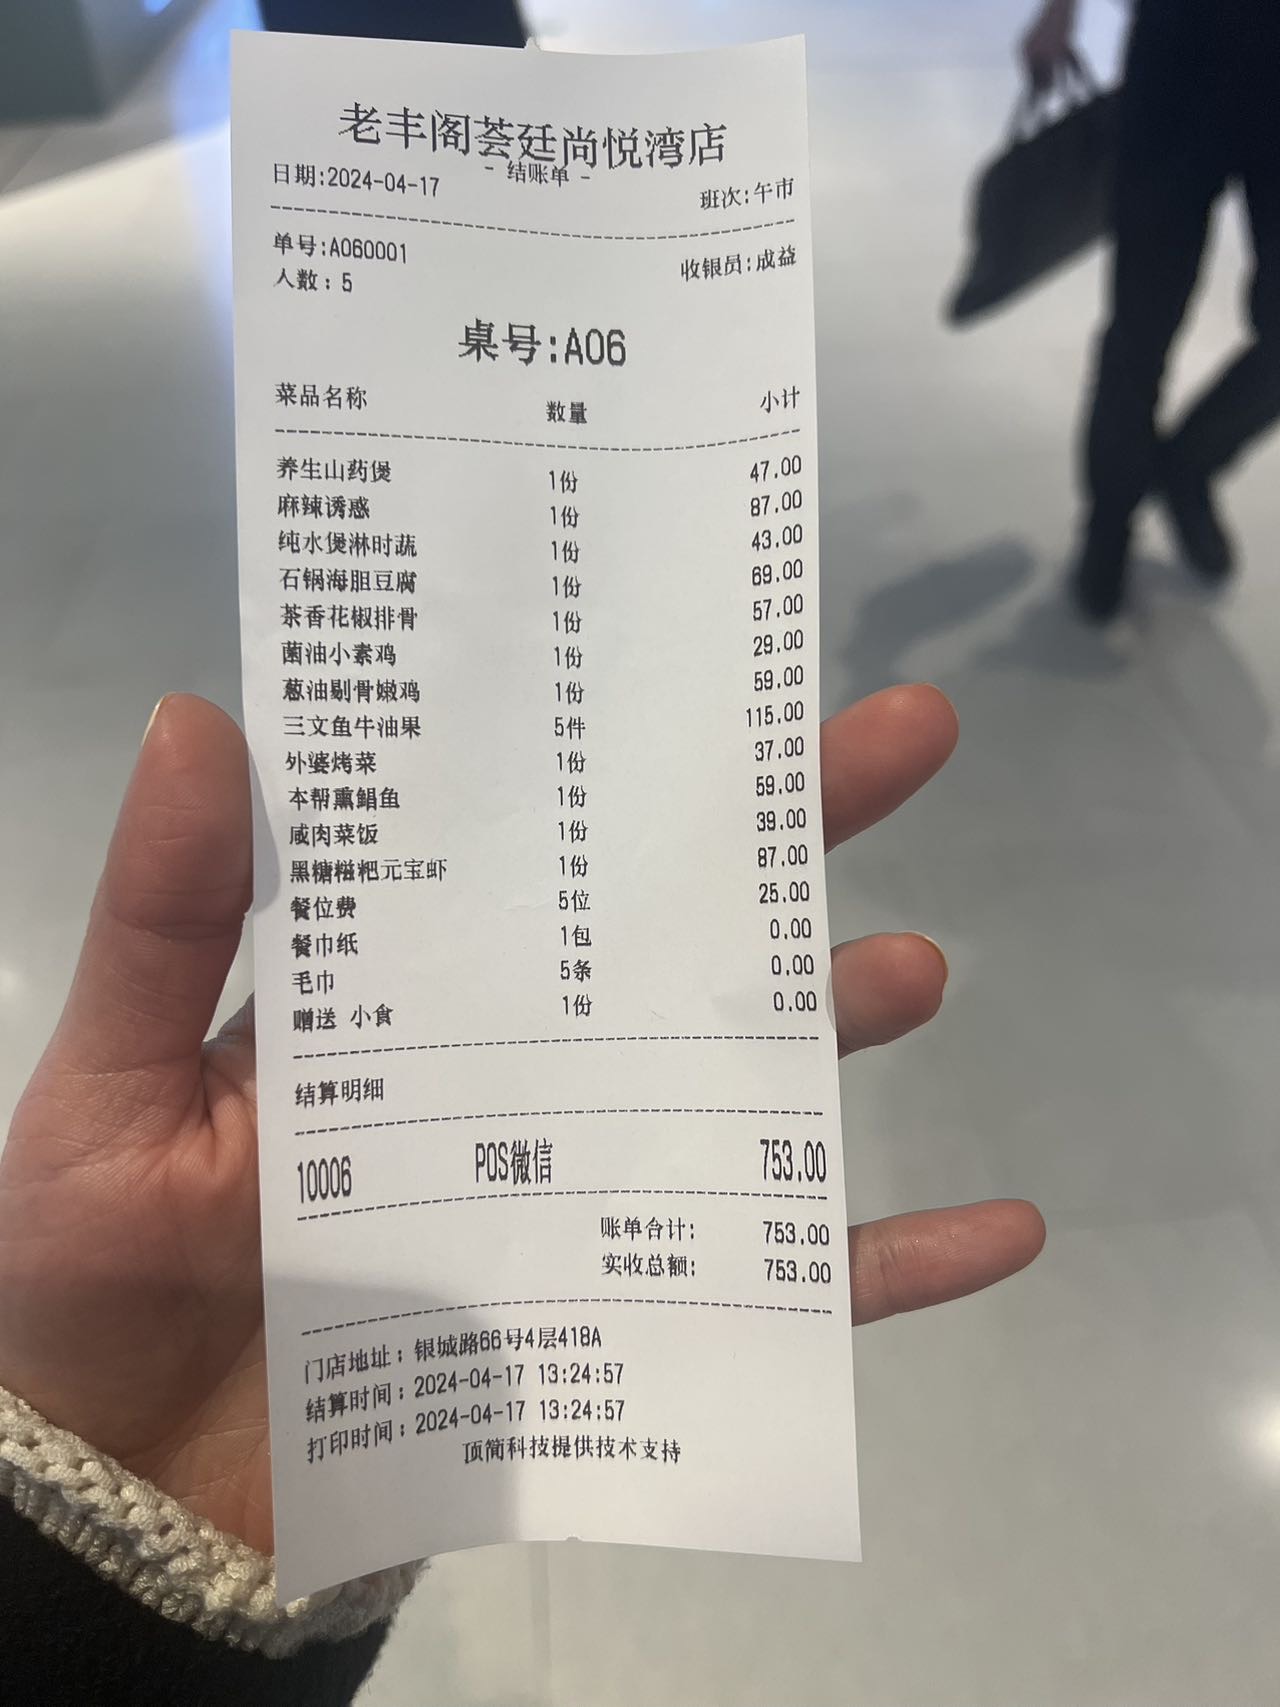 老丰阁荟廷尚悦湾店
- 结账单 -
日期:2024-04-17 班次:午市
单号:A060001 收银员:成益
人数:5
桌号:A06
菜品名称 数量 小计
养生山药煲 1份 47.00
麻辣诱惑 1份 87.00
纯水煲淋时蔬 1份 43.00
石锅海胆豆腐 1份 69.00
茶香花椒排骨 1份 57.00
菌油小素鸡 1份 29.00
葱油剔骨嫩鸡 1份 59.00
三文鱼牛油果 5件 115.00
外婆烤菜 1份 37.00
本帮熏鲳鱼 1份 59.00
咸肉菜饭 1份 39.00
黑糖糍粑元宝虾 1份 87.00
餐位费 5位 25.00
餐巾纸 1包 0.00
毛巾 5条 0.00
赠送 小食 1份 0.00
结算明细
10006 POS微信 753.00
账单合计: 753.00
实收总额: 753.00
门店地址:银城路66号4层418A
结算时间:2024-04-17 13:24:57
打印时间:2024-04-17 13:24:57
顶简科技提供技术支持